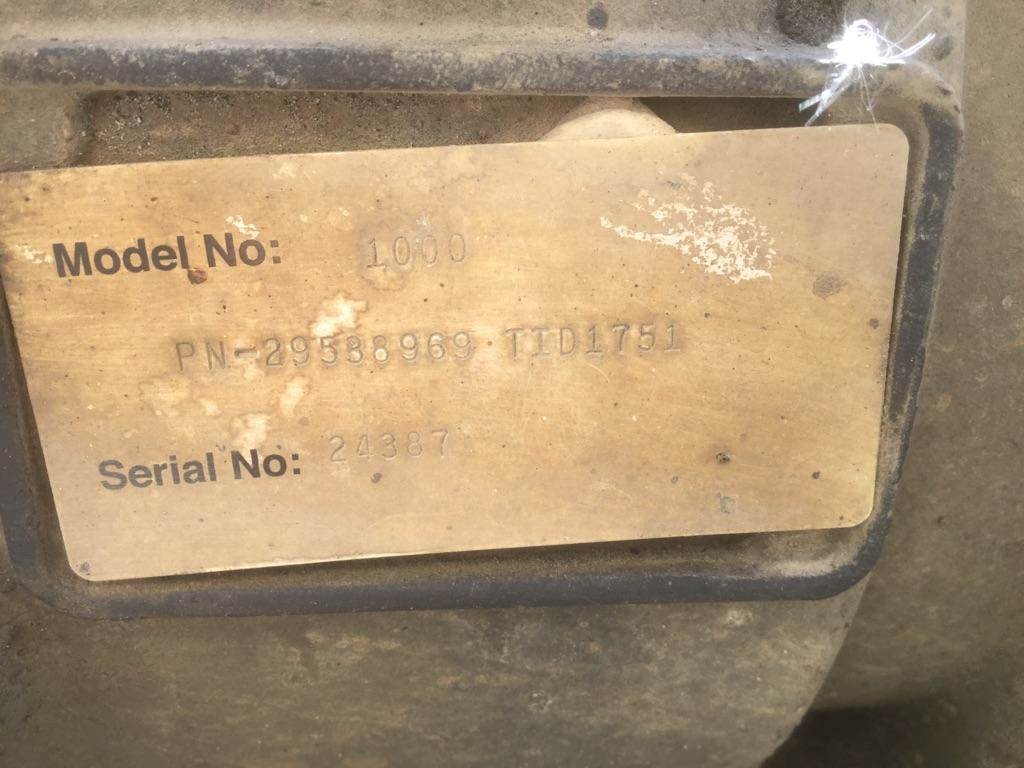 Model No: 1000
PN-29538969 TID1751
Serial No: 24387